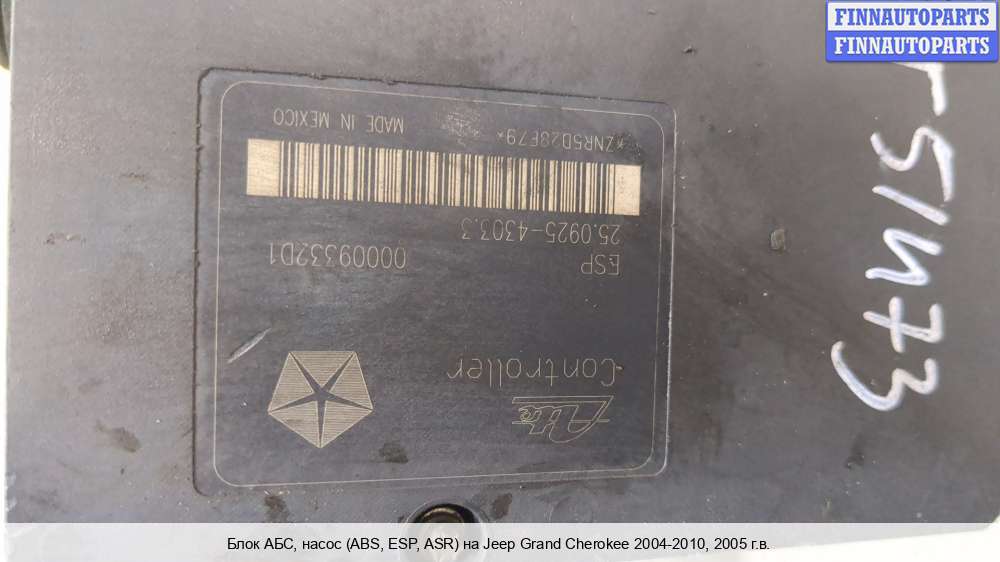 FINNAUTOPARTS
FINNAUTOPARTS
Ate
Controller
ESP 00009332D1
25.0925-4303.3
*ZNR5D28E79* MADE IN MEXICO
Блок АБС, насос (ABS, ESP, ASR) на Jeep Grand Cherokee 2004-2010, 2005 г.в.